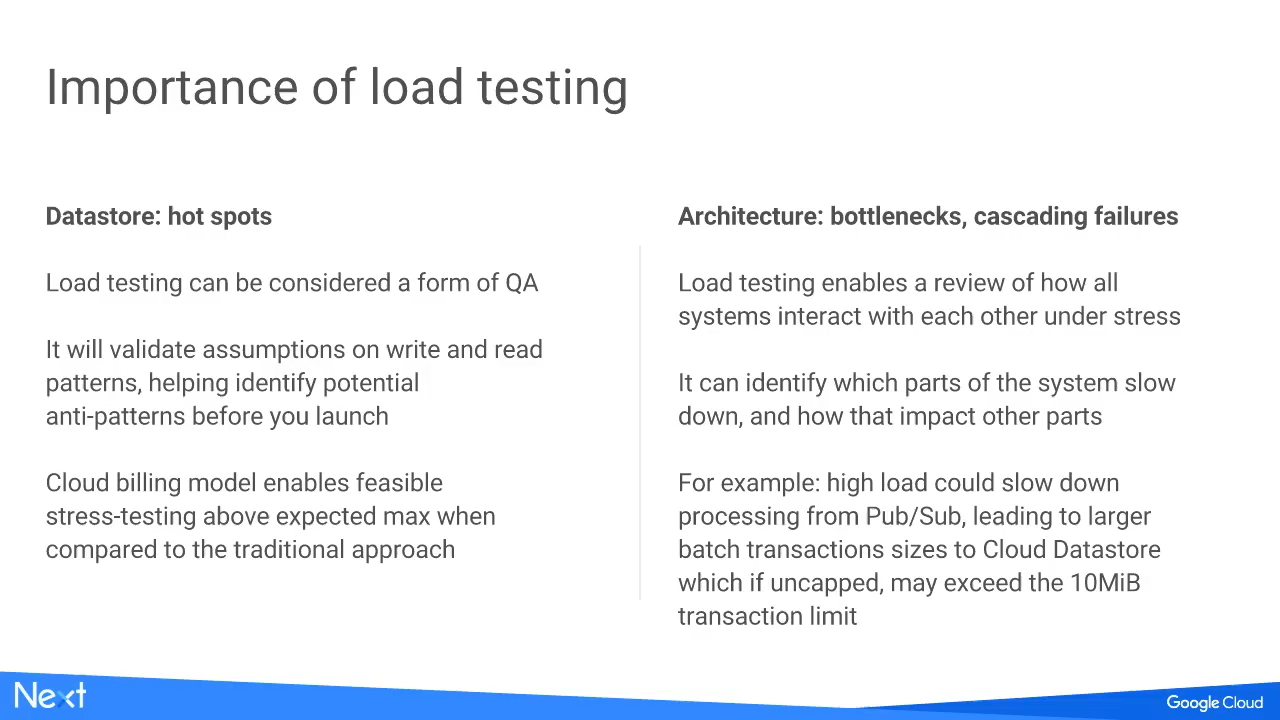 Importance of load testing
Datastore: hot spots
Load testing can be considered a form of QA
It will validate assumptions on write and read
patterns, helping identify potential
anti-patterns before you launch
Cloud billing model enables feasible
stress-testing above expected max when
compared to the traditional approach
Architecture: bottlenecks, cascading failures
Load testing enables a review of how all
systems interact with each other under stress
It can identify which parts of the system slow
down, and how that impact other parts
For example: high load could slow down
processing from Pub/Sub, leading to larger
batch transactions sizes to Cloud Datastore
which if uncapped, may exceed the 10MiB
transaction limit
Next
Google Cloud